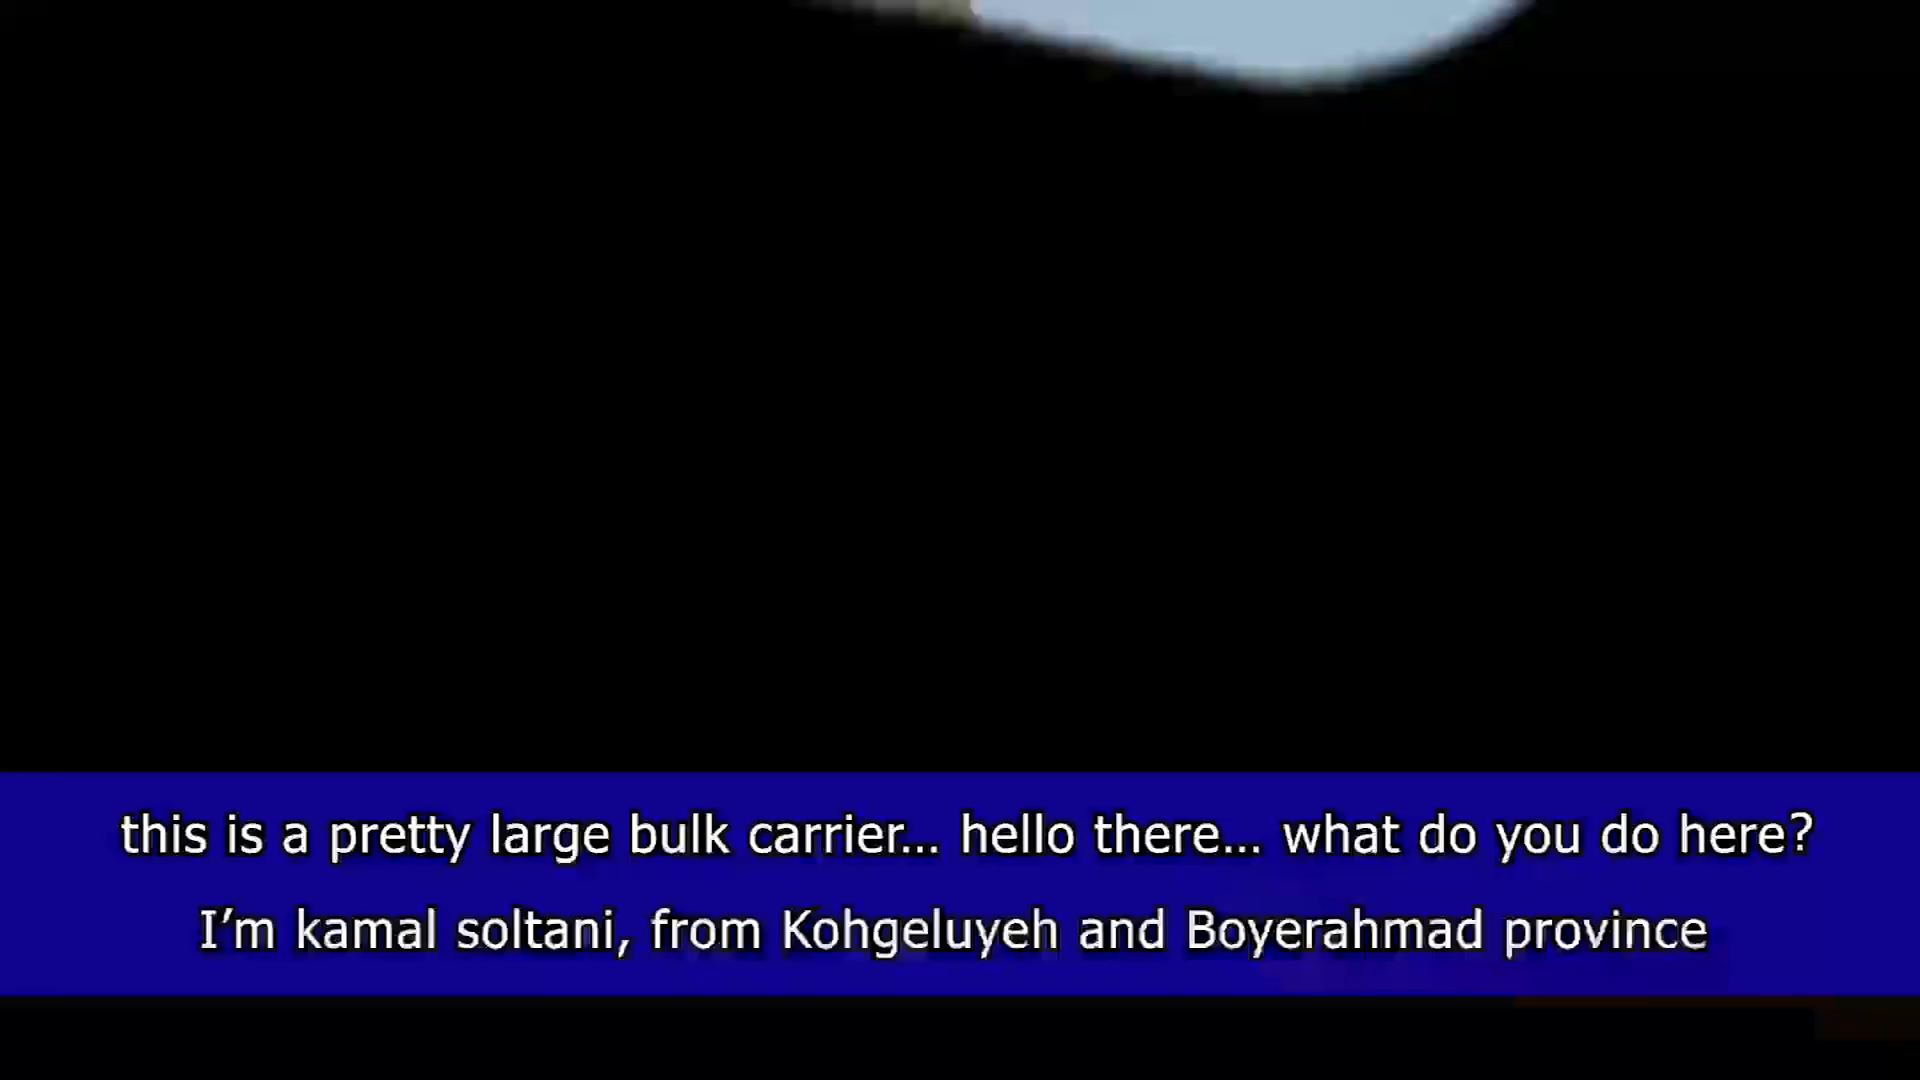 this is a pretty large bulk carrier... hello there... what do you do here?
I’m kamal soltani, from Kohgeluyeh and Boyerahmad province